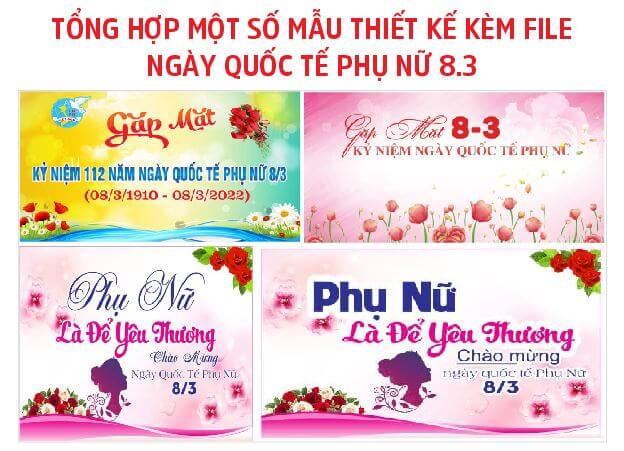 TỔNG HỢP MỘT SỐ MẪU THIẾT KẾ KÈM FILE
NGÀY QUỐC TẾ PHỤ NỮ 8.3
Gặp Mặt
KỶ NIỆM 112 NĂM NGÀY QUỐC TẾ PHỤ NỮ 8/3
(08/3/1910 - 08/3/2022)
Gặp Mặt 8-3
KỶ NIỆM NGÀY QUỐC TẾ PHỤ NỮ
Phụ Nữ
Là Để Yêu Thương
Chào Mừng
Ngày Quốc Tế Phụ Nữ
8/3
Phụ Nữ
Là Để Yêu Thương
Chào mừng
ngày quốc tế Phụ Nữ
8/3